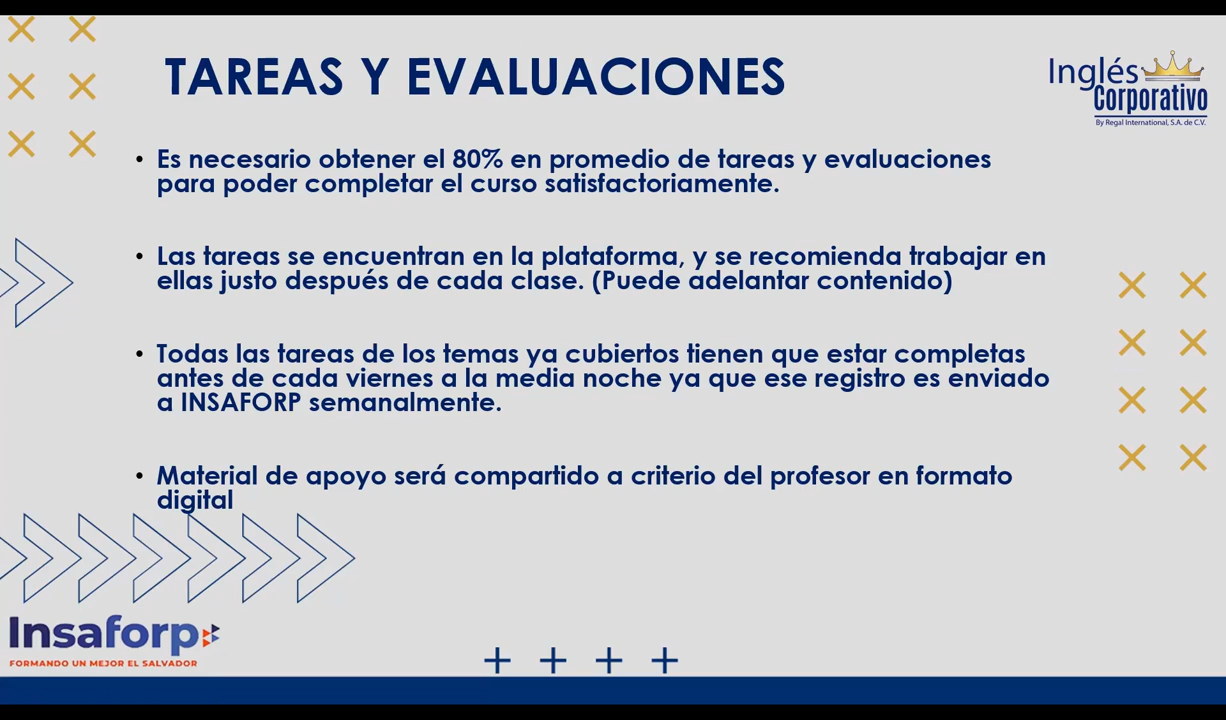 TAREAS Y EVALUACIONES
Inglés
Corporativo
By Regal International, S.A. de C.V.
• Es necesario obtener el 80% en promedio de tareas y evaluaciones
para poder completar el curso satisfactoriamente.
• Las tareas se encuentran en la plataforma, y se recomienda trabajar en
ellas justo después de cada clase. (Puede adelantar contenido)
• Todas las tareas de los temas ya cubiertos tienen que estar completas
antes de cada viernes a la media noche ya que ese registro es enviado
a INSAFORP semanalmente.
• Material de apoyo será compartido a criterio del profesor en formato
digital
Insaforp
FORMANDO UN MEJOR EL SALVADOR